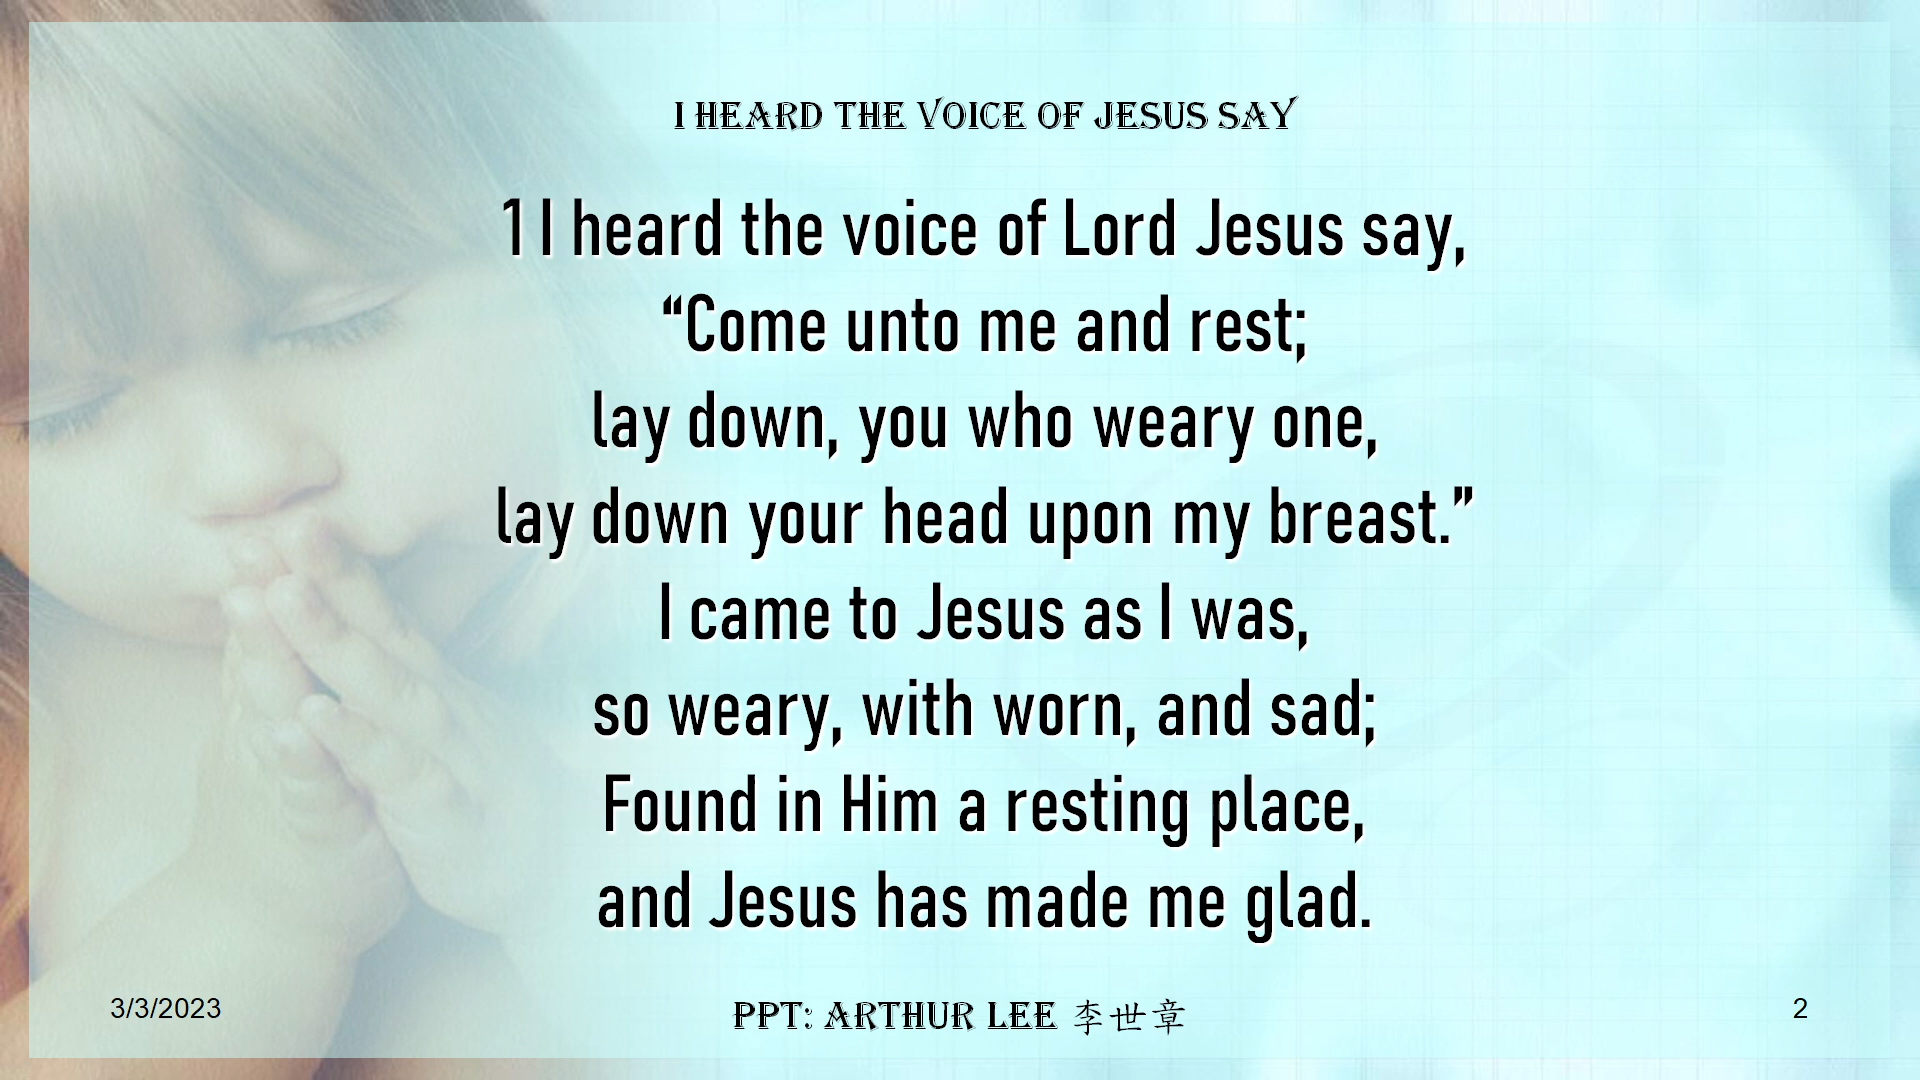 I HEARD THE VOICE OF JESUS SAY
1 I heard the voice of Lord Jesus say,
“Come unto me and rest;
lay down, you who weary one,
lay down your head upon my breast.”
I came to Jesus as I was,
so weary, with worn, and sad;
Found in Him a resting place,
and Jesus has made me glad.
3/3/2023
PPT: ARTHUR LEE 李世章
2